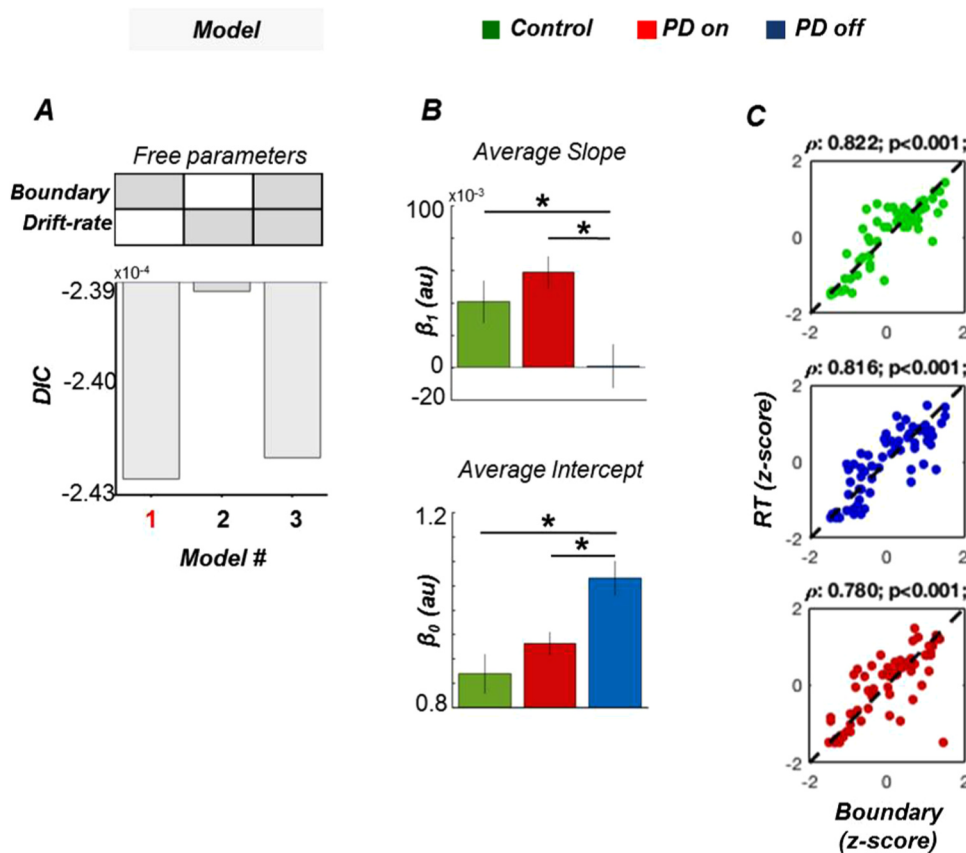 Model
Control
PD on
PD off
A
Free parameters
Boundary
Drift-rate
x10⁻⁴
-2.39
-2.40
-2.43
DIC
1 2 3
Model #
B
Average Slope
x10⁻³
100
0
-20
β₁ (au)
*
*
Average Intercept
1.2
0.8
β₀ (au)
*
*
C
ρ: 0.822; p<0.001;
2
0
-2
-2 0 2
ρ: 0.816; p<0.001;
2
0
-2
-2 0 2
RT (z-score)
ρ: 0.780; p<0.001;
2
0
-2
-2 0 2
Boundary
(z-score)